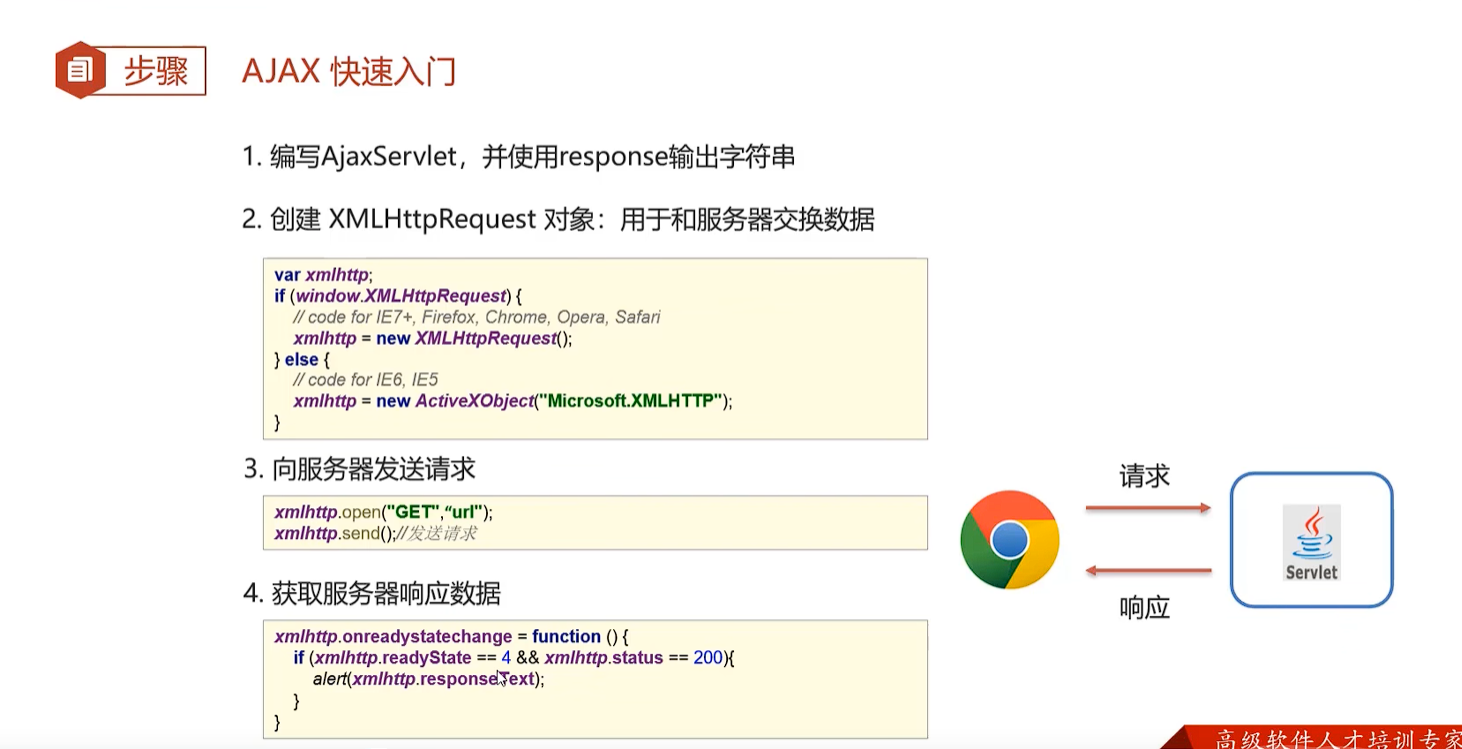 步骤
AJAX 快速入门
1. 编写AjaxServlet，并使用response输出字符串
2. 创建 XMLHttpRequest 对象：用于和服务器交换数据
var xmlhttp;
if (window.XMLHttpRequest) {
// code for IE7+, Firefox, Chrome, Opera, Safari
xmlhttp = new XMLHttpRequest();
} else {
// code for IE6, IE5
xmlhttp = new ActiveXObject("Microsoft.XMLHTTP");
}
3. 向服务器发送请求
xmlhttp.open("GET",“url");
xmlhttp.send();//发送请求
4. 获取服务器响应数据
xmlhttp.onreadystatechange = function () {
if (xmlhttp.readyState == 4 && xmlhttp.status == 200){
alert(xmlhttp.responseText);
}
}
请求
Servlet
响应
高级软件人才培训专家